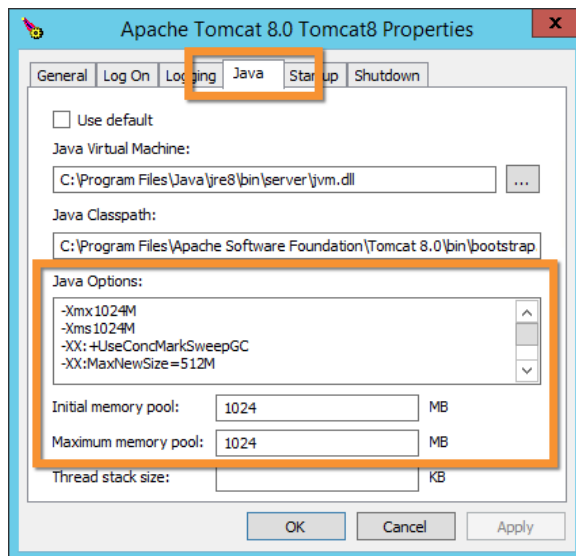 Apache Tomcat 8.0 Tomcat8 Properties
x
General Log On Logging Java Startup Shutdown
Use default
Java Virtual Machine:
C:\Program Files\Java\jre8\bin\server\jvm.dll
...
Java Classpath:
C:\Program Files\Apache Software Foundation\Tomcat 8.0\bin\bootstrap
Java Options:
-Xmx1024M
-Xms1024M
-XX:+UseConcMarkSweepGC
-XX:MaxNewSize=512M
Initial memory pool: 1024 MB
Maximum memory pool: 1024 MB
Thread stack size: KB
OK Cancel Apply